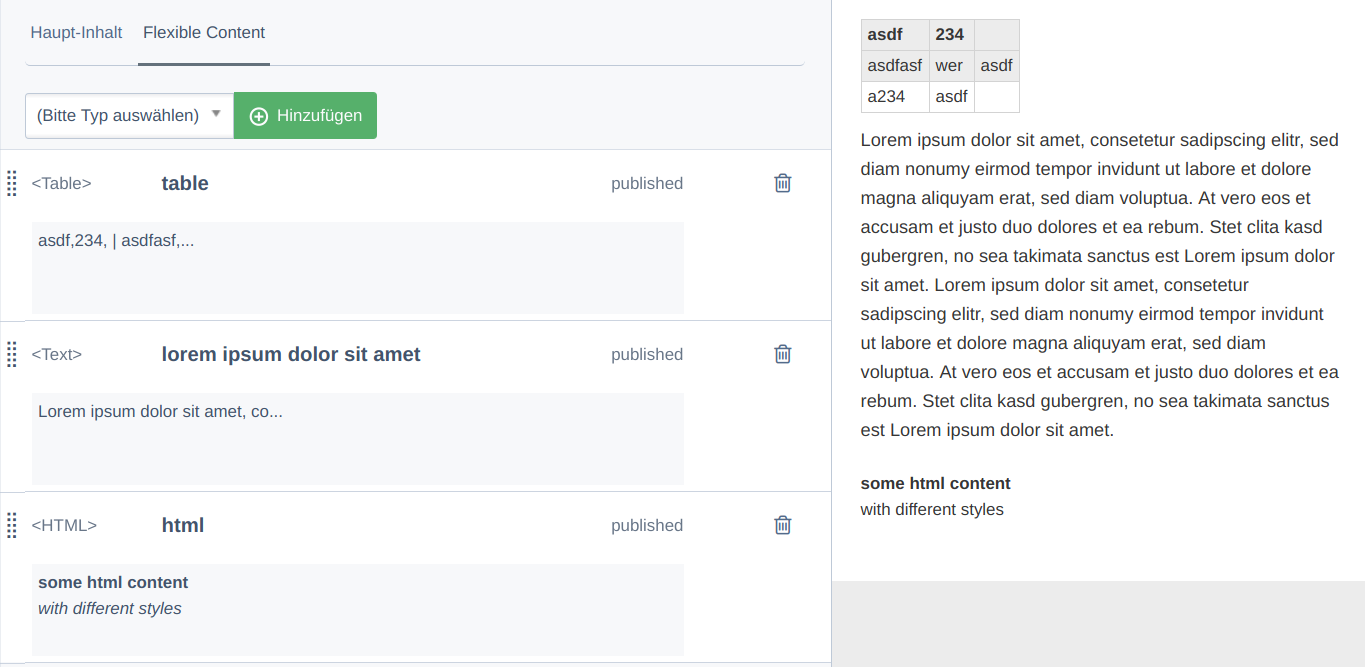 Haupt-Inhalt Flexible Content
(Bitte Typ auswählen) Hinzufügen
<Table> table published
asdf,234, | asdfasf,...
<Text> lorem ipsum dolor sit amet published
Lorem ipsum dolor sit amet, co...
<HTML> html published
some html content
with different styles
asdf 234
asdfasf wer asdf
a234 asdf
Lorem ipsum dolor sit amet, consetetur sadipscing elitr, sed
diam nonumy eirmod tempor invidunt ut labore et dolore
magna aliquyam erat, sed diam voluptua. At vero eos et
accusam et justo duo dolores et ea rebum. Stet clita kasd
gubergren, no sea takimata sanctus est Lorem ipsum dolor
sit amet. Lorem ipsum dolor sit amet, consetetur
sadipscing elitr, sed diam nonumy eirmod tempor invidunt
ut labore et dolore magna aliquyam erat, sed diam
voluptua. At vero eos et accusam et justo duo dolores et ea
rebum. Stet clita kasd gubergren, no sea takimata sanctus
est Lorem ipsum dolor sit amet.
some html content
with different styles